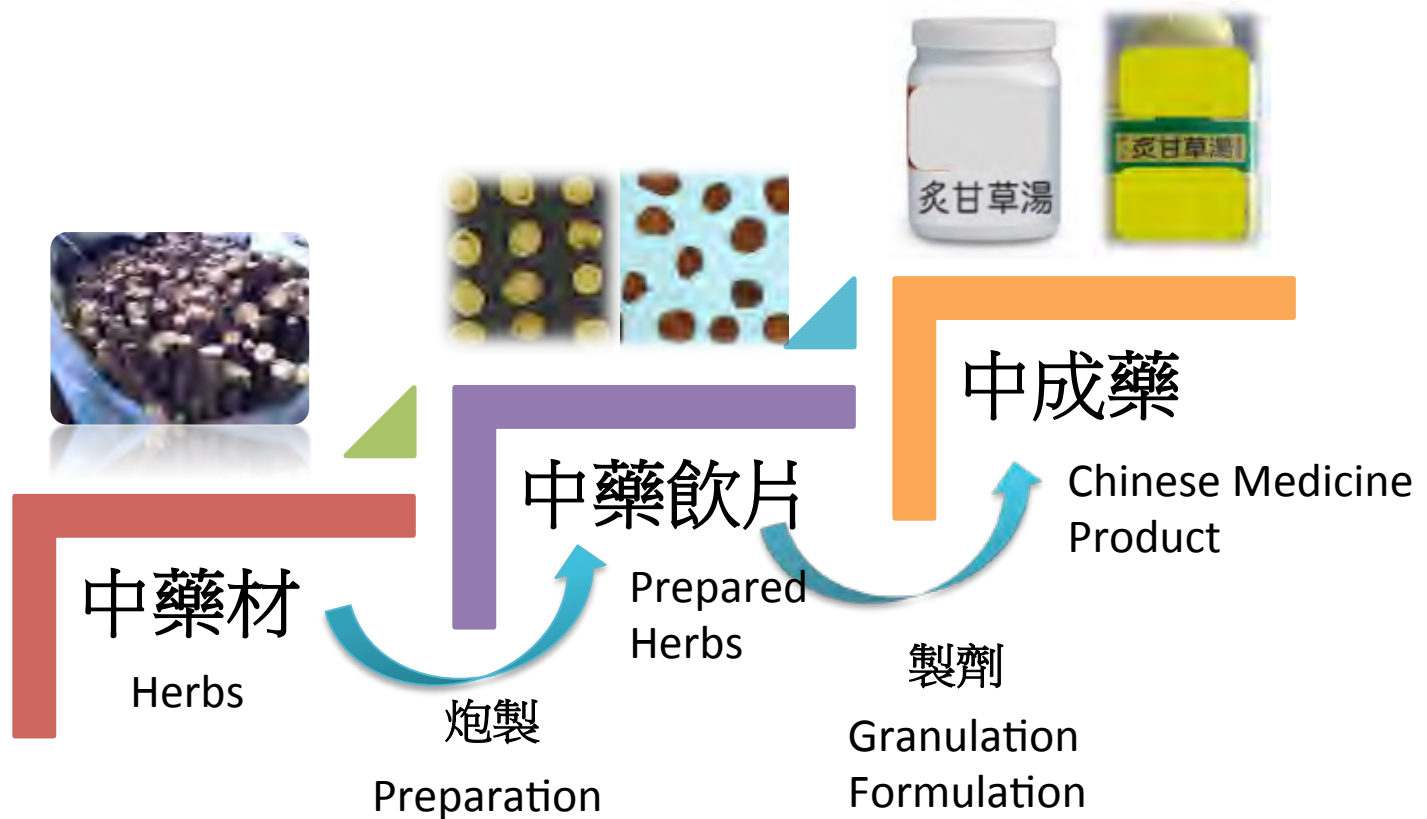 炙甘草湯
炙甘草湯
中成藥
Chinese Medicine
Product
中藥飲片
Prepared
Herbs
製劑
Granulation
Formulation
中藥材
Herbs
炮製
Preparation